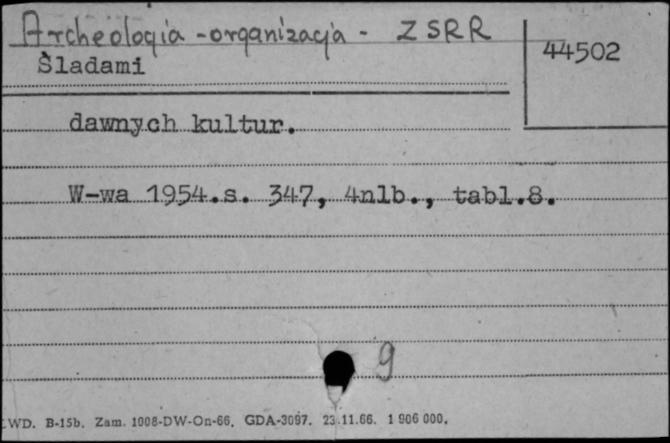 Archeologia - organizacja - ZSRR
44502
Śladami
dawnych kultur.
W-wa 1954.s. 347, 4nlb., tabl.8.
9
WD. B-15b. Zam. 1008-DW-On-66. GDA-3097. 23.11.66. 1 906 000.